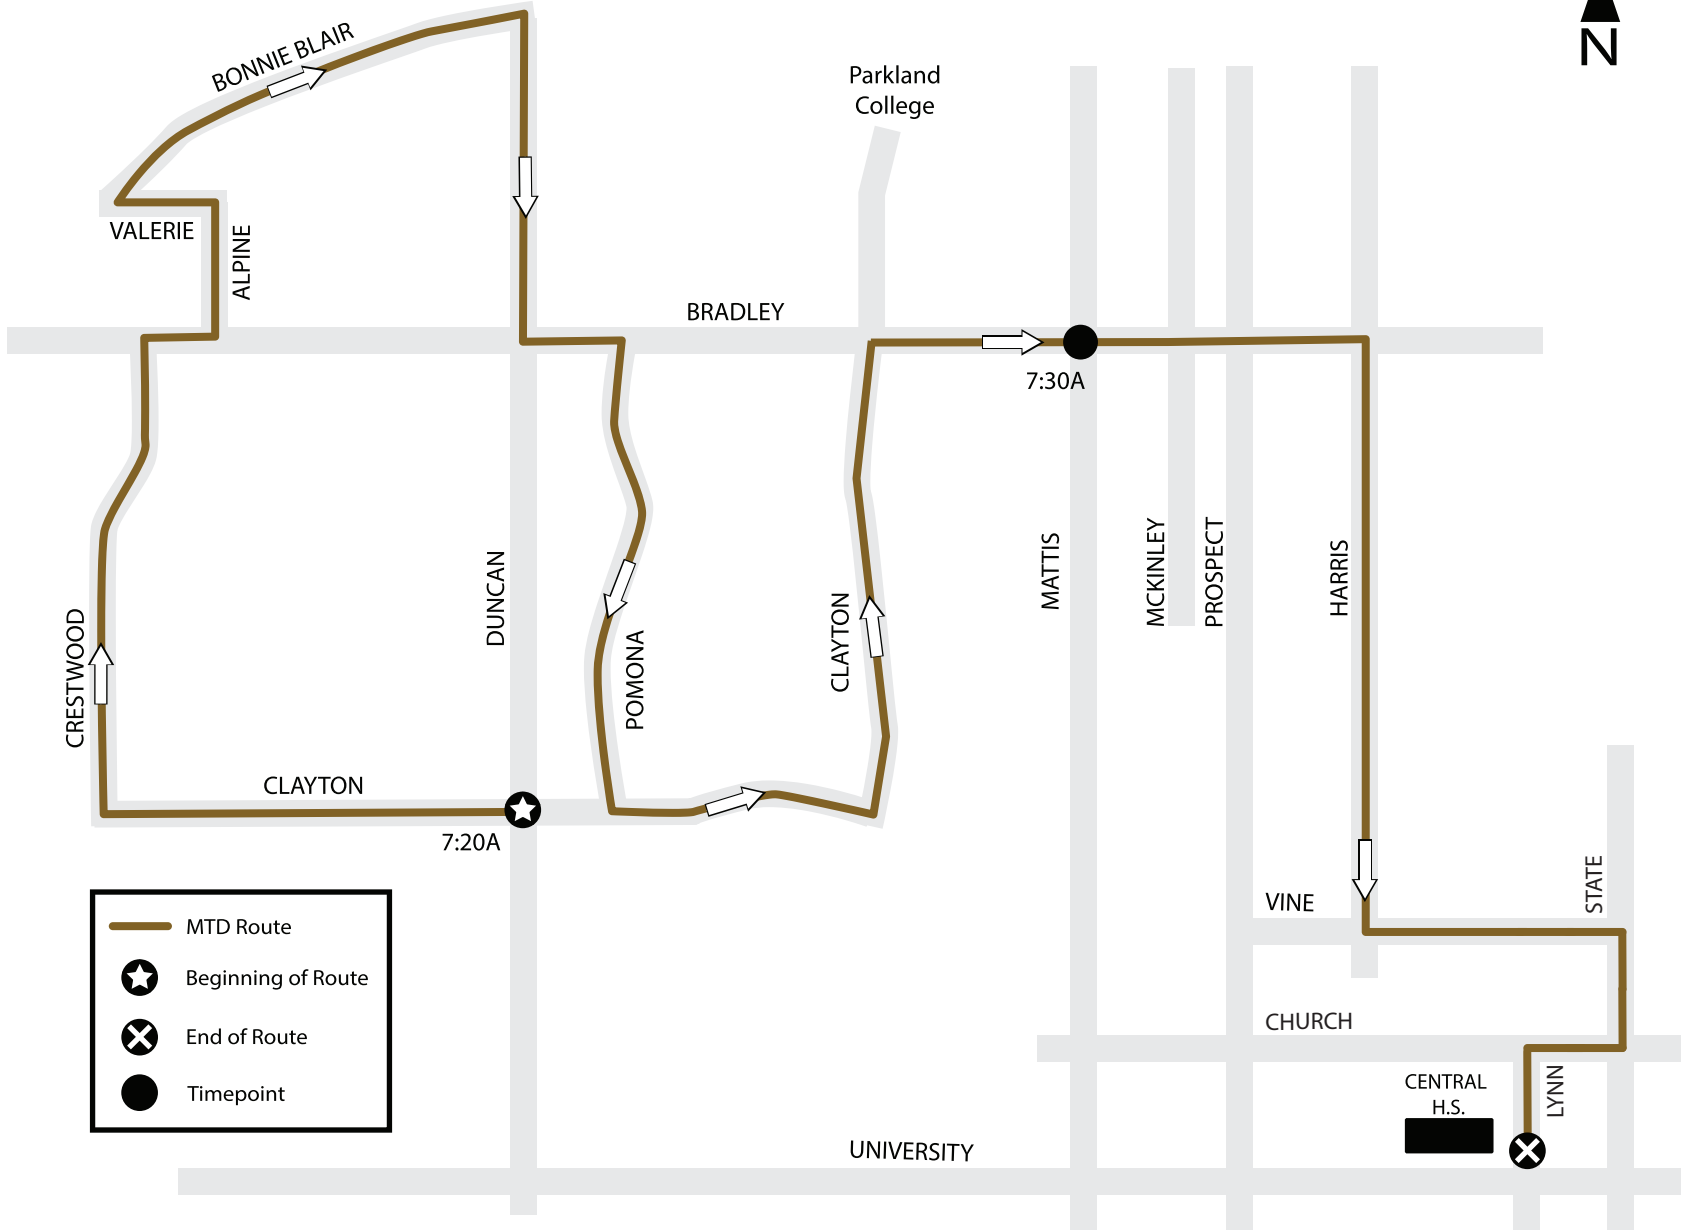 N
BONNIE BLAIR
Parkland
College
VALERIE
ALPINE
BRADLEY
7:30A
MATTIS
MCKINLEY
PROSPECT
HARRIS
DUNCAN
CRESTWOOD
POMONA
CLAYTON
CLAYTON
7:20A
STATE
VINE
MTD Route
Beginning of Route
End of Route
Timepoint
CHURCH
CENTRAL
H.S.
LYNN
UNIVERSITY